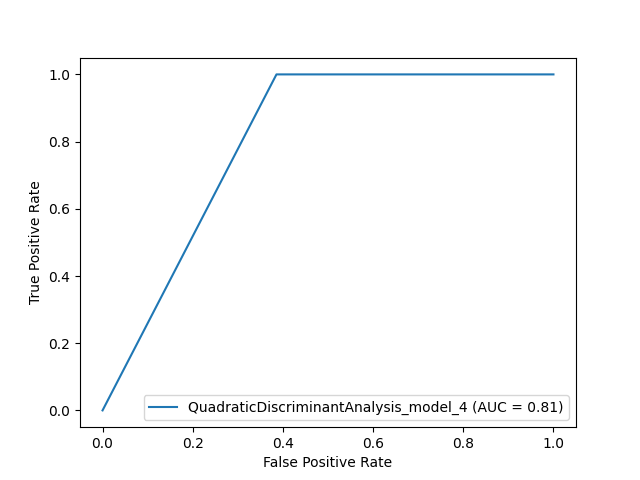 1.0
0.8
0.6
0.4
0.2
0.0
True Positive Rate
QuadraticDiscriminantAnalysis_model_4 (AUC = 0.81)
0.0 0.2 0.4 0.6 0.8 1.0
False Positive Rate